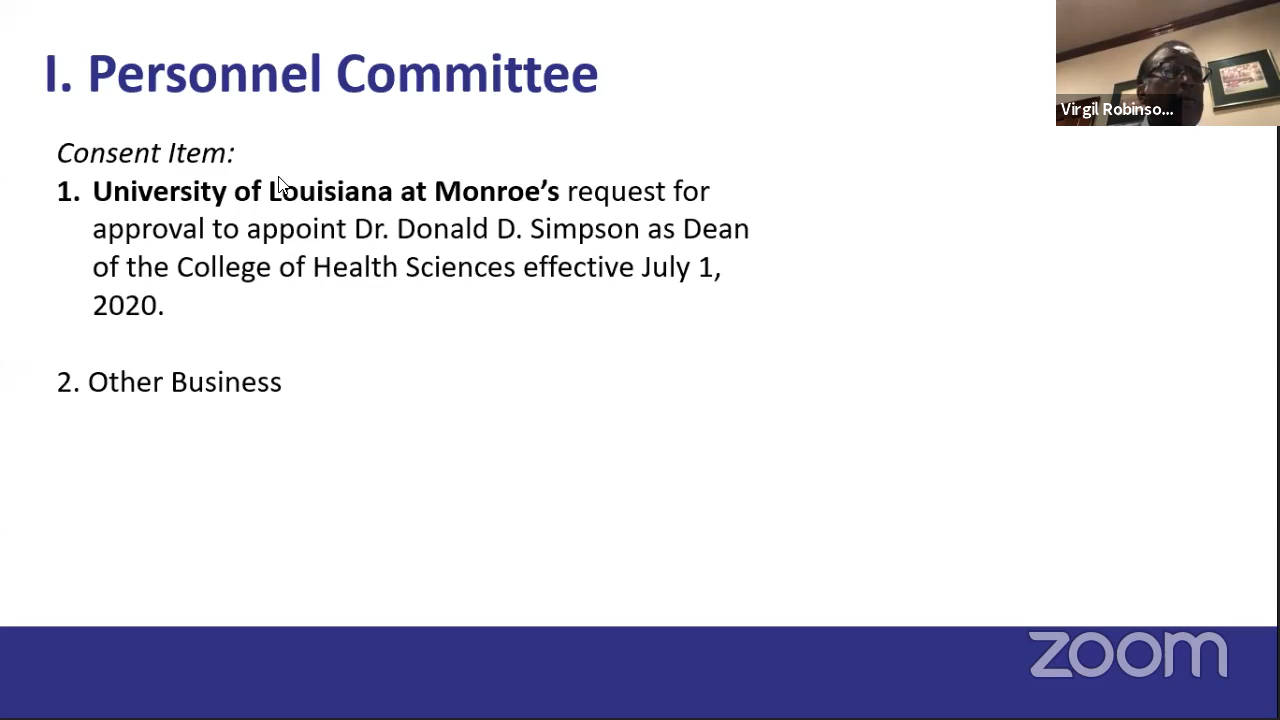 I. Personnel Committee
Virgil Robinso...
Consent Item:
1. University of Louisiana at Monroe’s request for
approval to appoint Dr. Donald D. Simpson as Dean
of the College of Health Sciences effective July 1,
2020.
2. Other Business
zoom